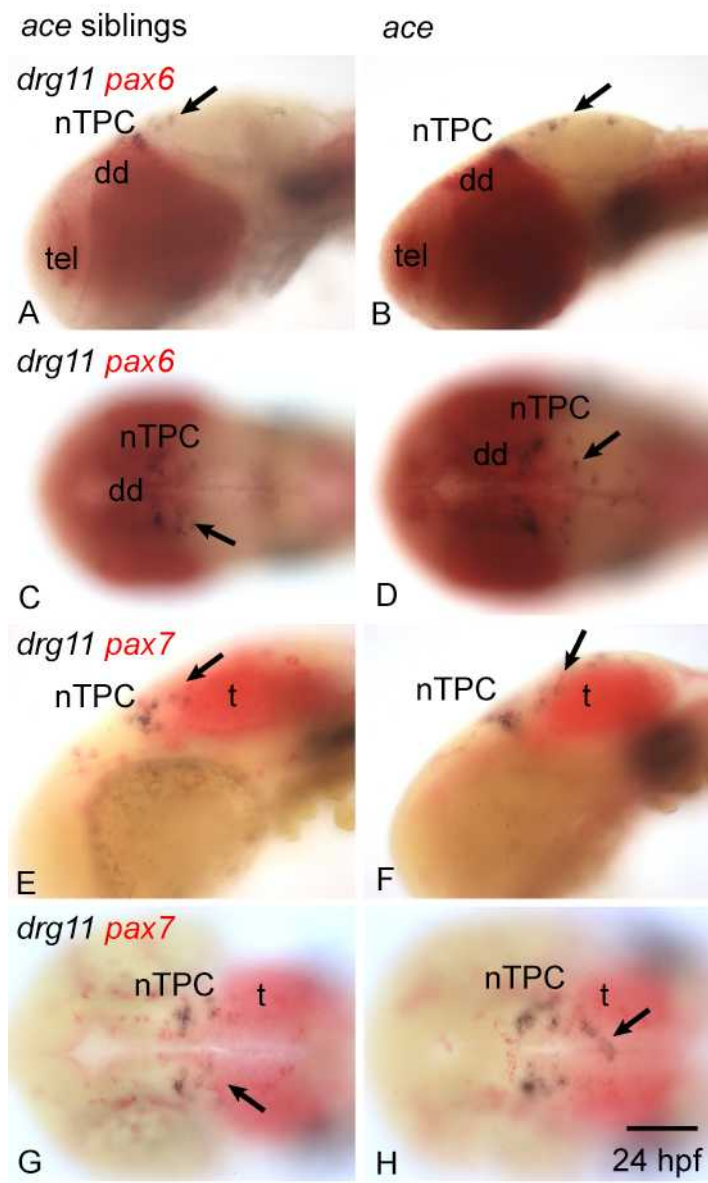 ace siblings
ace
drg11 pax6
nTPC
dd
tel
A
nTPC
dd
tel
B
drg11 pax6
nTPC
dd
C
nTPC
dd
D
drg11 pax7
nTPC
t
E
nTPC
t
F
drg11 pax7
nTPC
t
G
nTPC
t
H
24 hpf